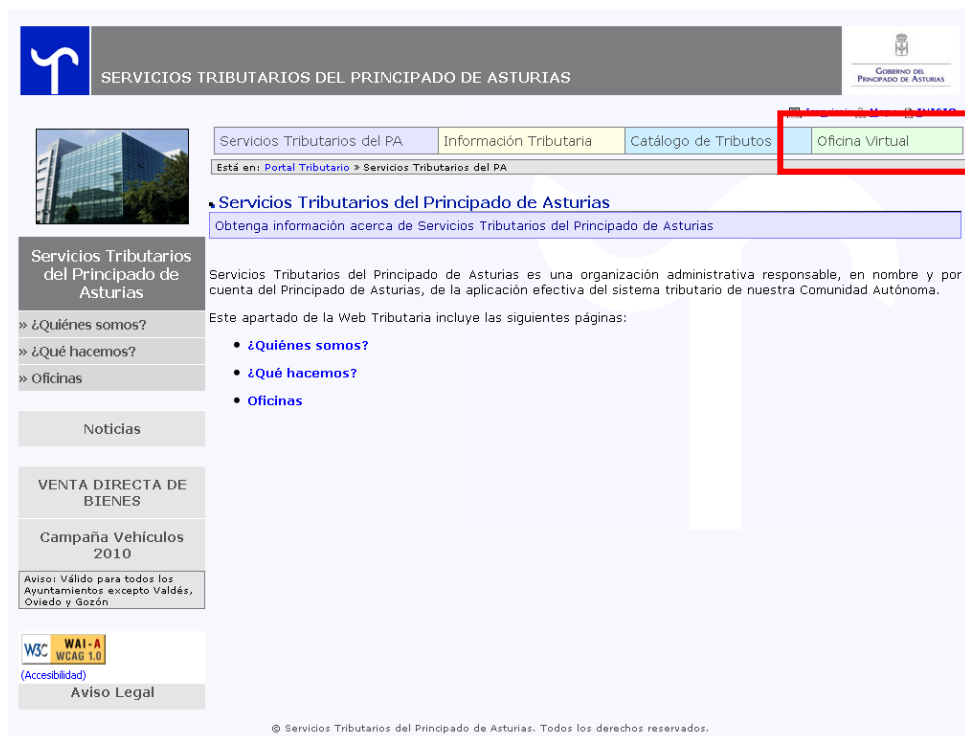 SERVICIOS TRIBUTARIOS DEL PRINCIPADO DE ASTURIAS
GOBIERNO DEL
PRINCIPADO DE ASTURIAS
INICIO
Servicios Tributarios del PA
Información Tributaria
Catálogo de Tributos
Oficina Virtual
Está en: Portal Tributario » Servicios Tributarios del PA
Servicios Tributarios del Principado de Asturias
Obtenga información acerca de Servicios Tributarios del Principado de Asturias
Servicios Tributarios
del Principado de
Asturias
» ¿Quiénes somos?
» ¿Qué hacemos?
» Oficinas
Noticias
VENTA DIRECTA DE
BIENES
Campaña Vehículos
2010
Aviso: Válido para todos los
Ayuntamientos excepto Valdés,
Oviedo y Gozón
W3C WAI-A
WCAG 1.0
(Accesibilidad)
Aviso Legal
Servicios Tributarios del Principado de Asturias es una organización administrativa responsable, en nombre y por
cuenta del Principado de Asturias, de la aplicación efectiva del sistema tributario de nuestra Comunidad Autónoma.
Este apartado de la Web Tributaria incluye las siguientes páginas:
• ¿Quiénes somos?
• ¿Qué hacemos?
• Oficinas
© Servicios Tributarios del Principado de Asturias. Todos los derechos reservados.